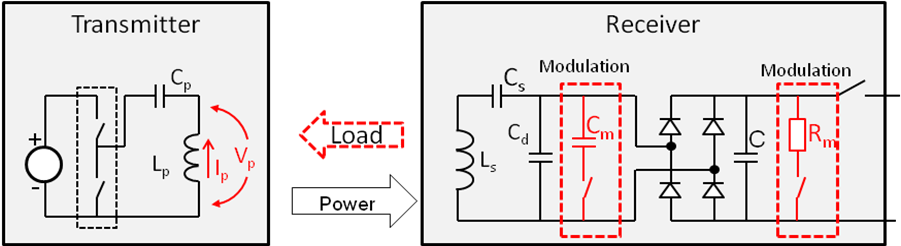 Transmitter
Cp
+
-
Lp
Ip
Vp
Load
Power
Receiver
Modulation
Modulation
Cs
Ls
Cd
Cm
C
Rm